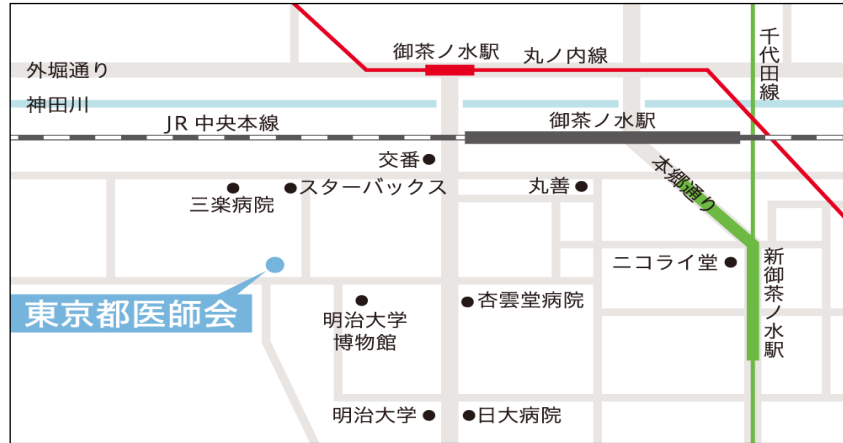 御茶ノ水駅
丸ノ内線
千代田線
外堀通り
神田川
JR中央本線
御茶ノ水駅
交番
本郷通り
三楽病院
スターバックス
丸善
ニコライ堂
新御茶ノ水駅
東京都医師会
明治大学
博物館
杏雲堂病院
明治大学
日大病院